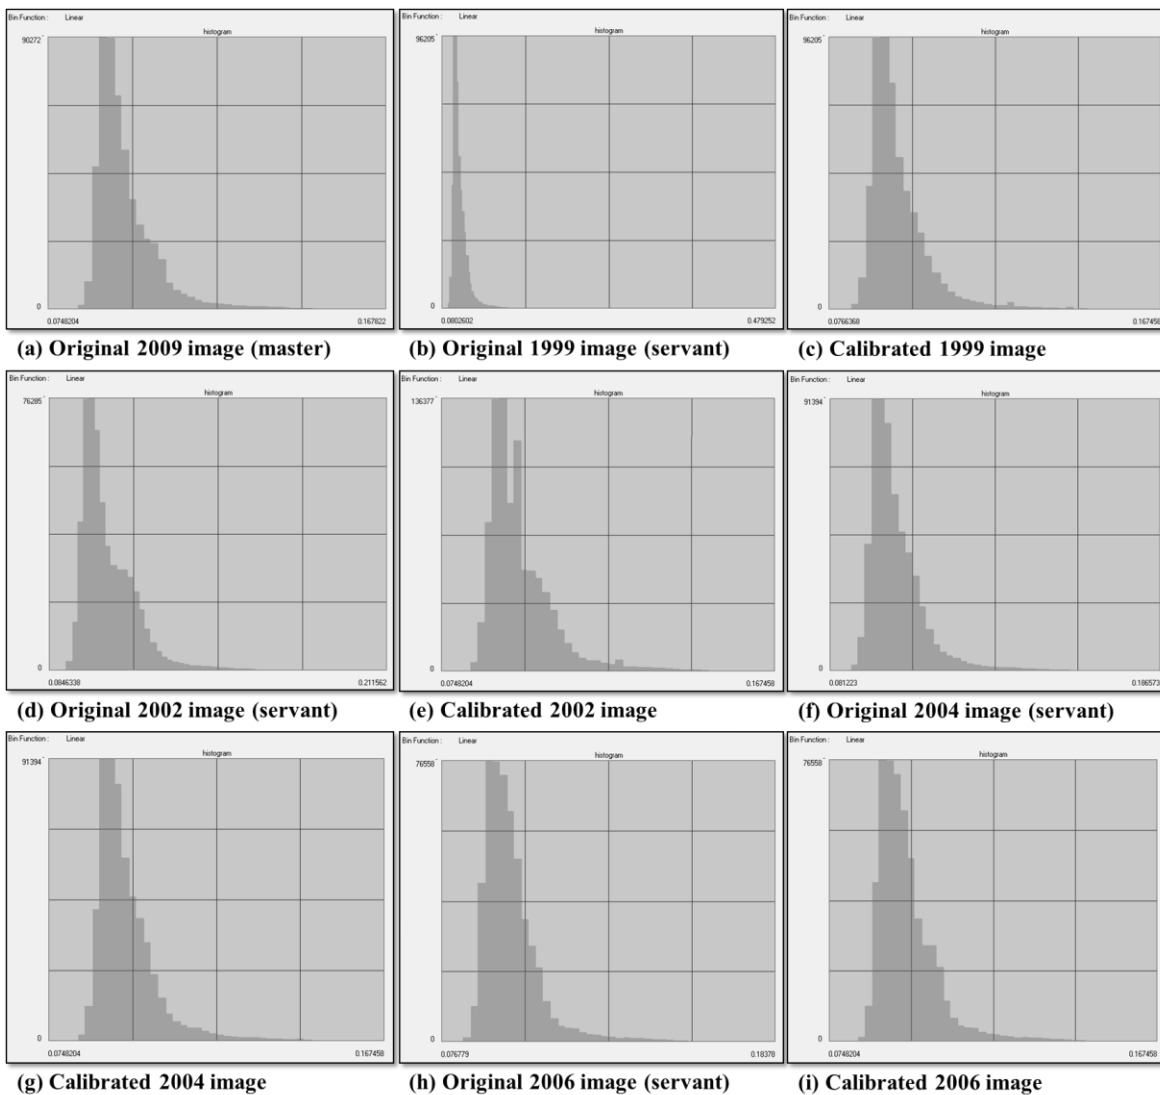 Bin Function : Linear
histogram
90272
0
0.0748204 0.167822
(a) Original 2009 image (master)
Bin Function : Linear
histogram
96205
0
0.0802602 0.479252
(b) Original 1999 image (servant)
Bin Function : Linear
histogram
96205
0
0.0766368 0.167458
(c) Calibrated 1999 image
Bin Function : Linear
histogram
76285
0
0.0846338 0.211562
(d) Original 2002 image (servant)
Bin Function : Linear
histogram
136377
0
0.0748204 0.167458
(e) Calibrated 2002 image
Bin Function : Linear
histogram
91394
0
0.081223 0.186573
(f) Original 2004 image (servant)
Bin Function : Linear
histogram
91394
0
0.0748204 0.167458
(g) Calibrated 2004 image
Bin Function : Linear
histogram
76558
0
0.076779 0.18378
(h) Original 2006 image (servant)
Bin Function : Linear
histogram
76558
0
0.0748204 0.167458
(i) Calibrated 2006 image